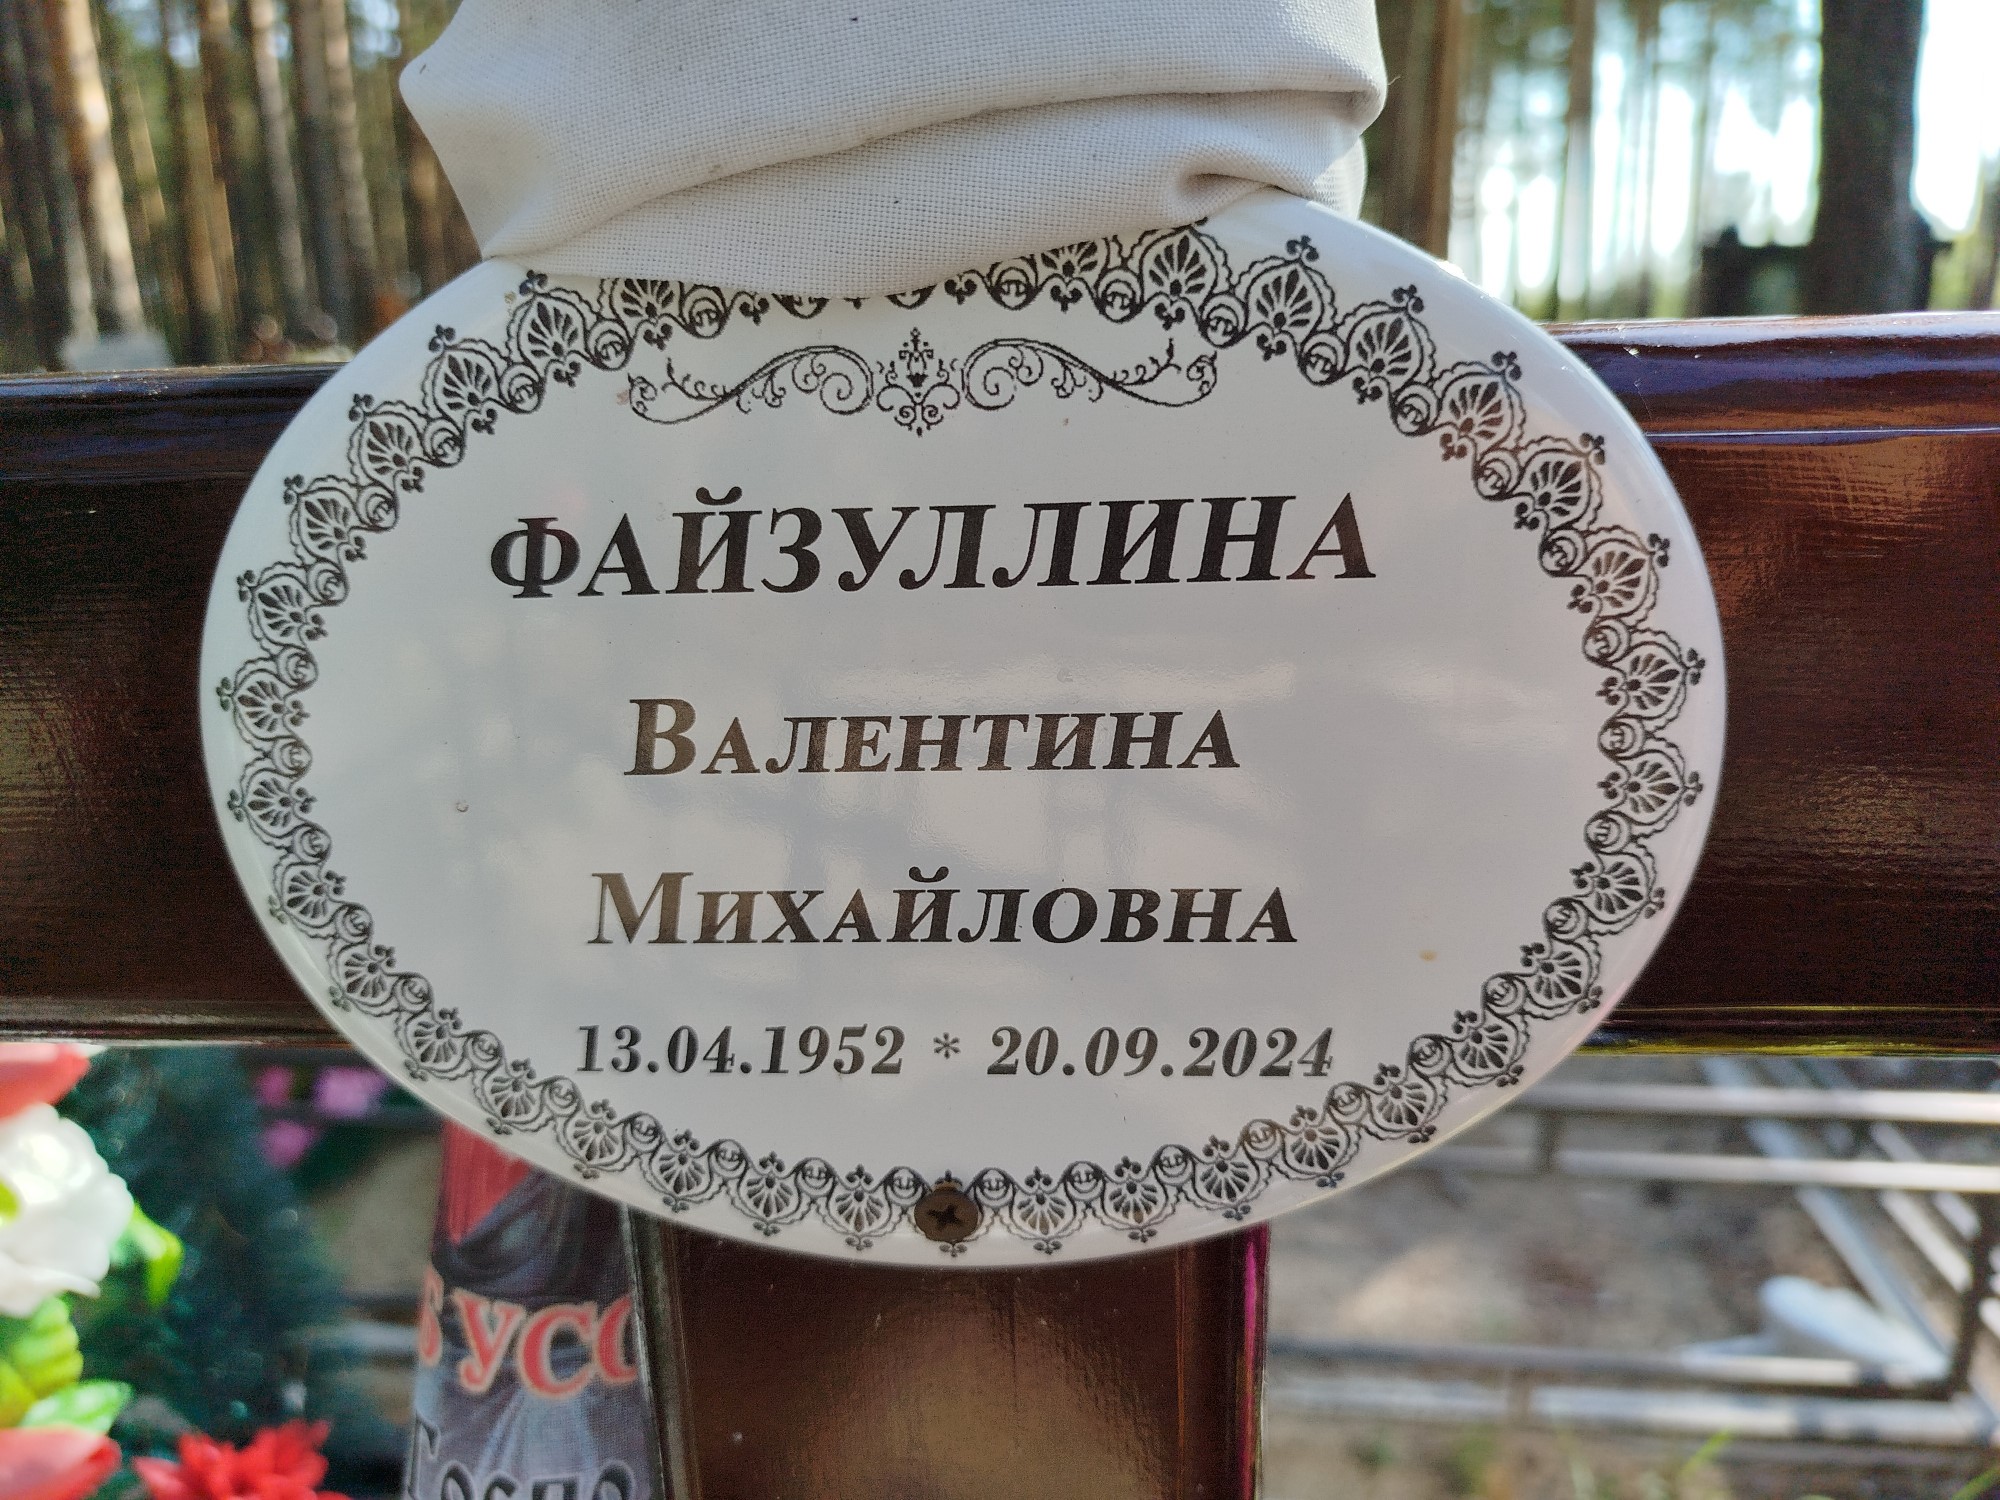 ФАЙЗУЛЛИНА
Валентина
Михайловна
13.04.1952 * 20.09.2024